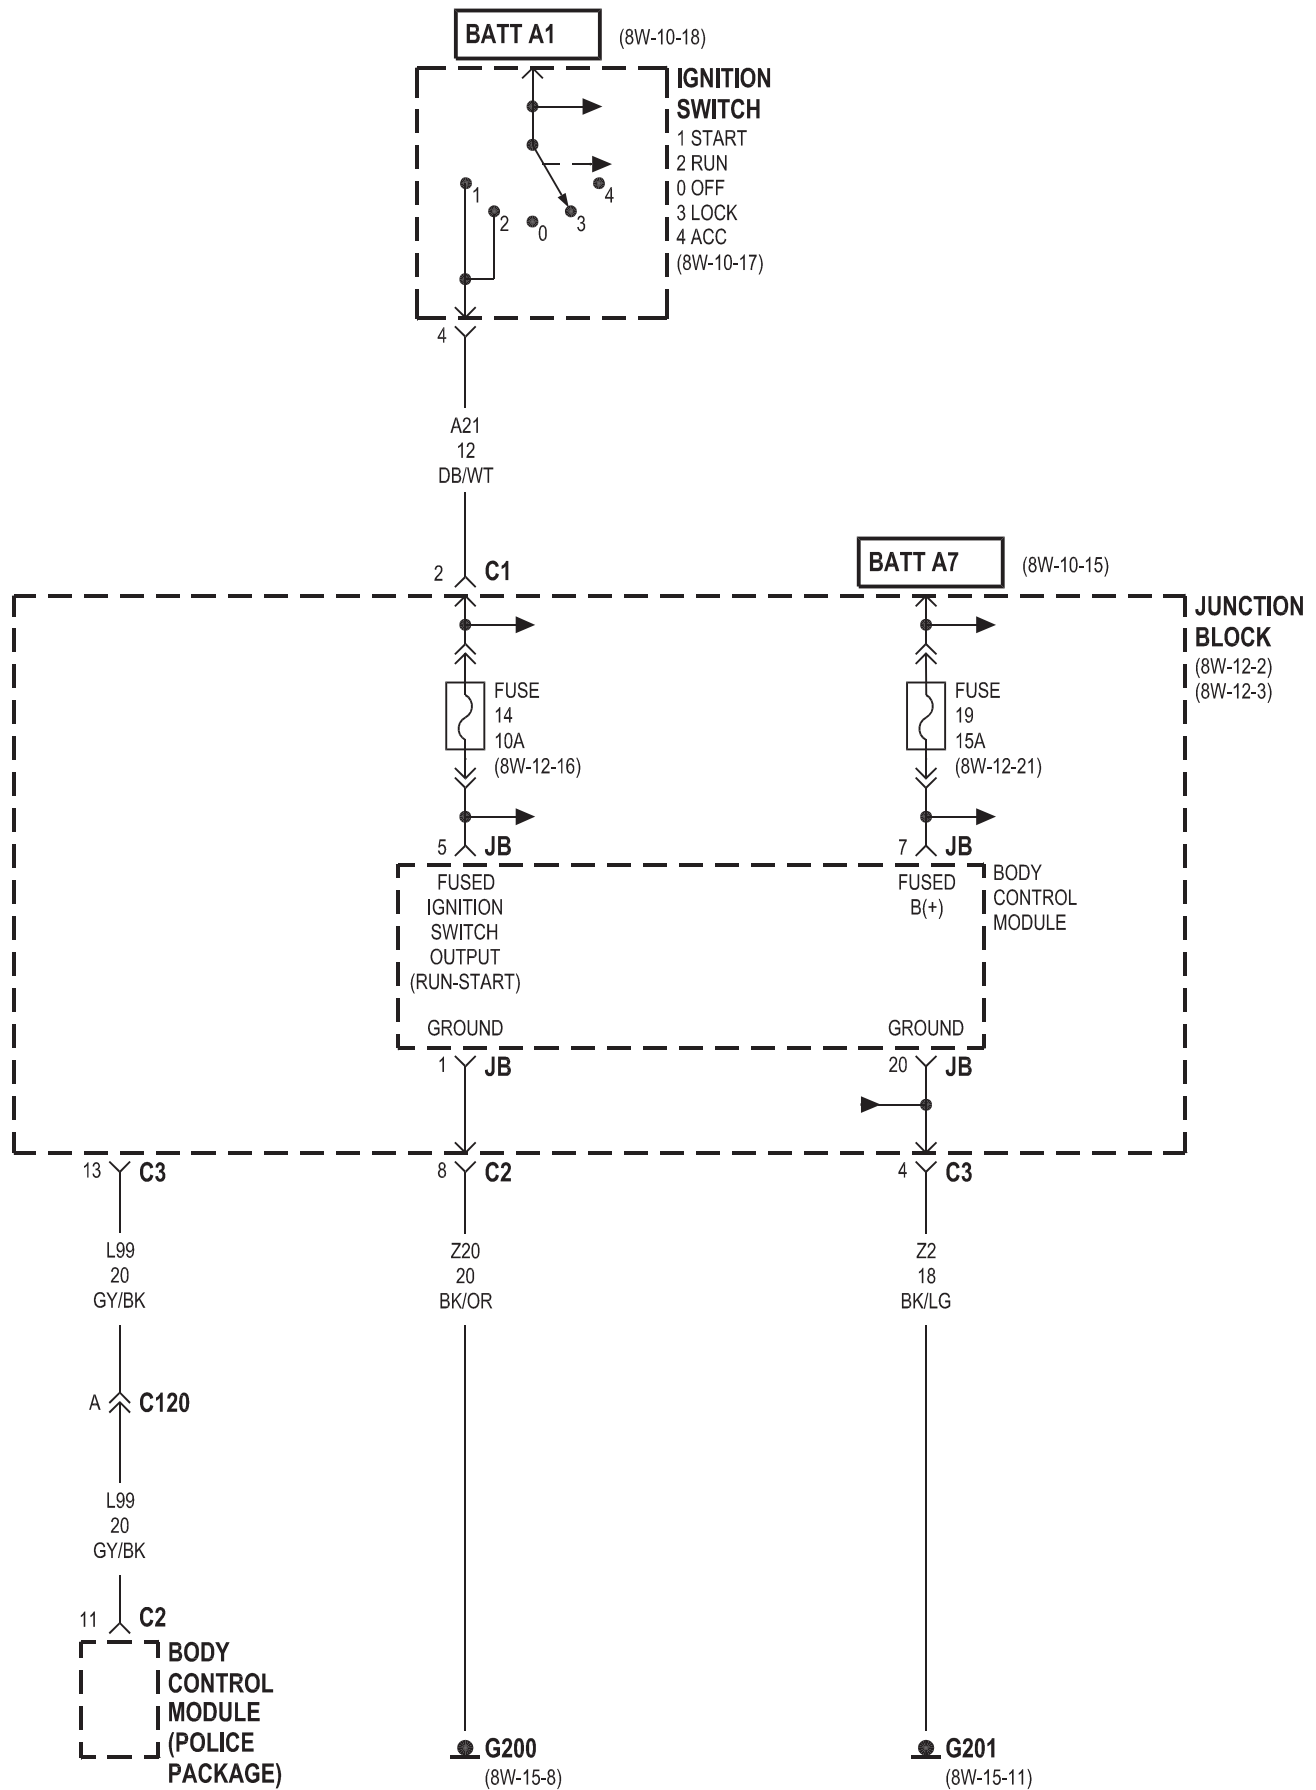 BATT A1
(8W-10-18)
IGNITION
SWITCH
1 START
2 RUN
0 OFF
3 LOCK
4 ACC
(8W-10-17)
1
2
0
3
4
4
A21
12
DB/WT
2
C1
BATT A7
(8W-10-15)
JUNCTION
BLOCK
(8W-12-2)
(8W-12-3)
FUSE
14
10A
(8W-12-16)
FUSE
19
15A
(8W-12-21)
5
JB
7
JB
FUSED
IGNITION
SWITCH
OUTPUT
(RUN-START)
FUSED
B(+)
BODY
CONTROL
MODULE
GROUND
GROUND
1
JB
20
JB
13
C3
8
C2
4
C3
L99
20
GY/BK
Z20
20
BK/OR
Z2
18
BK/LG
A
C120
L99
20
GY/BK
11
C2
BODY
CONTROL
MODULE
(POLICE
PACKAGE)
G200
(8W-15-8)
G201
(8W-15-11)